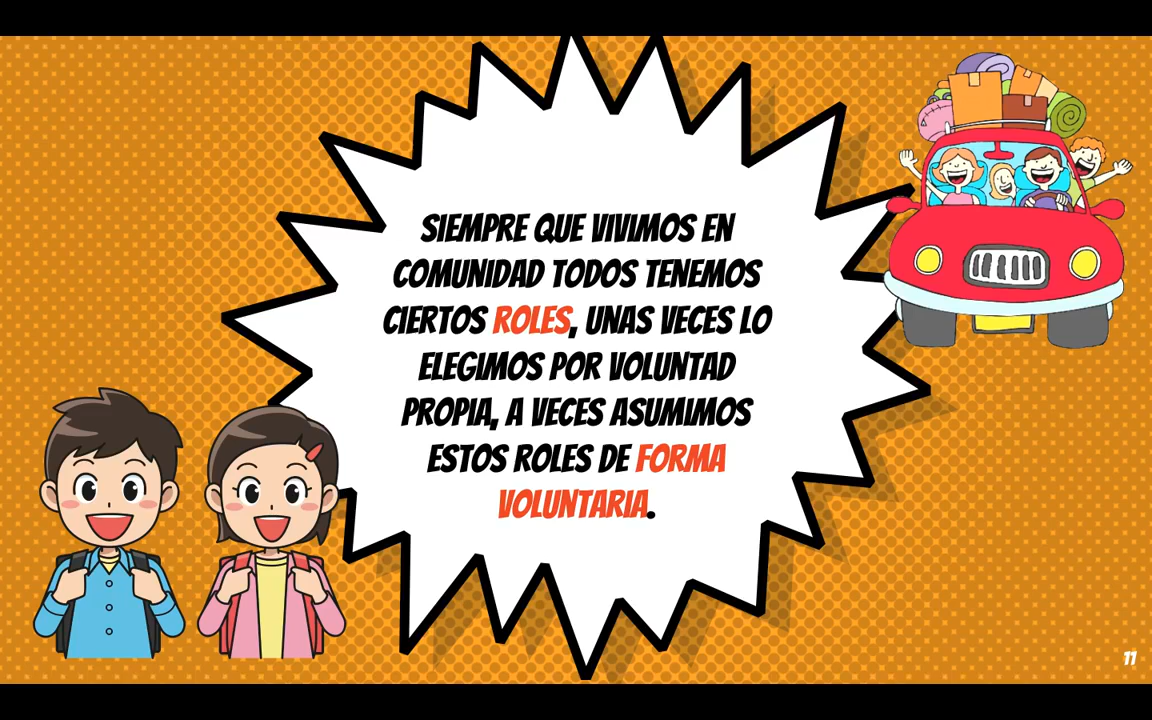 SIEMPRE QUE VIVIMOS EN
COMUNIDAD TODOS TENEMOS
CIERTOS ROLES, UNAS VECES LO
ELEGIMOS POR VOLUNTAD
PROPIA, A VECES ASUMIMOS
ESTOS ROLES DE FORMA
VOLUNTARIA.
11